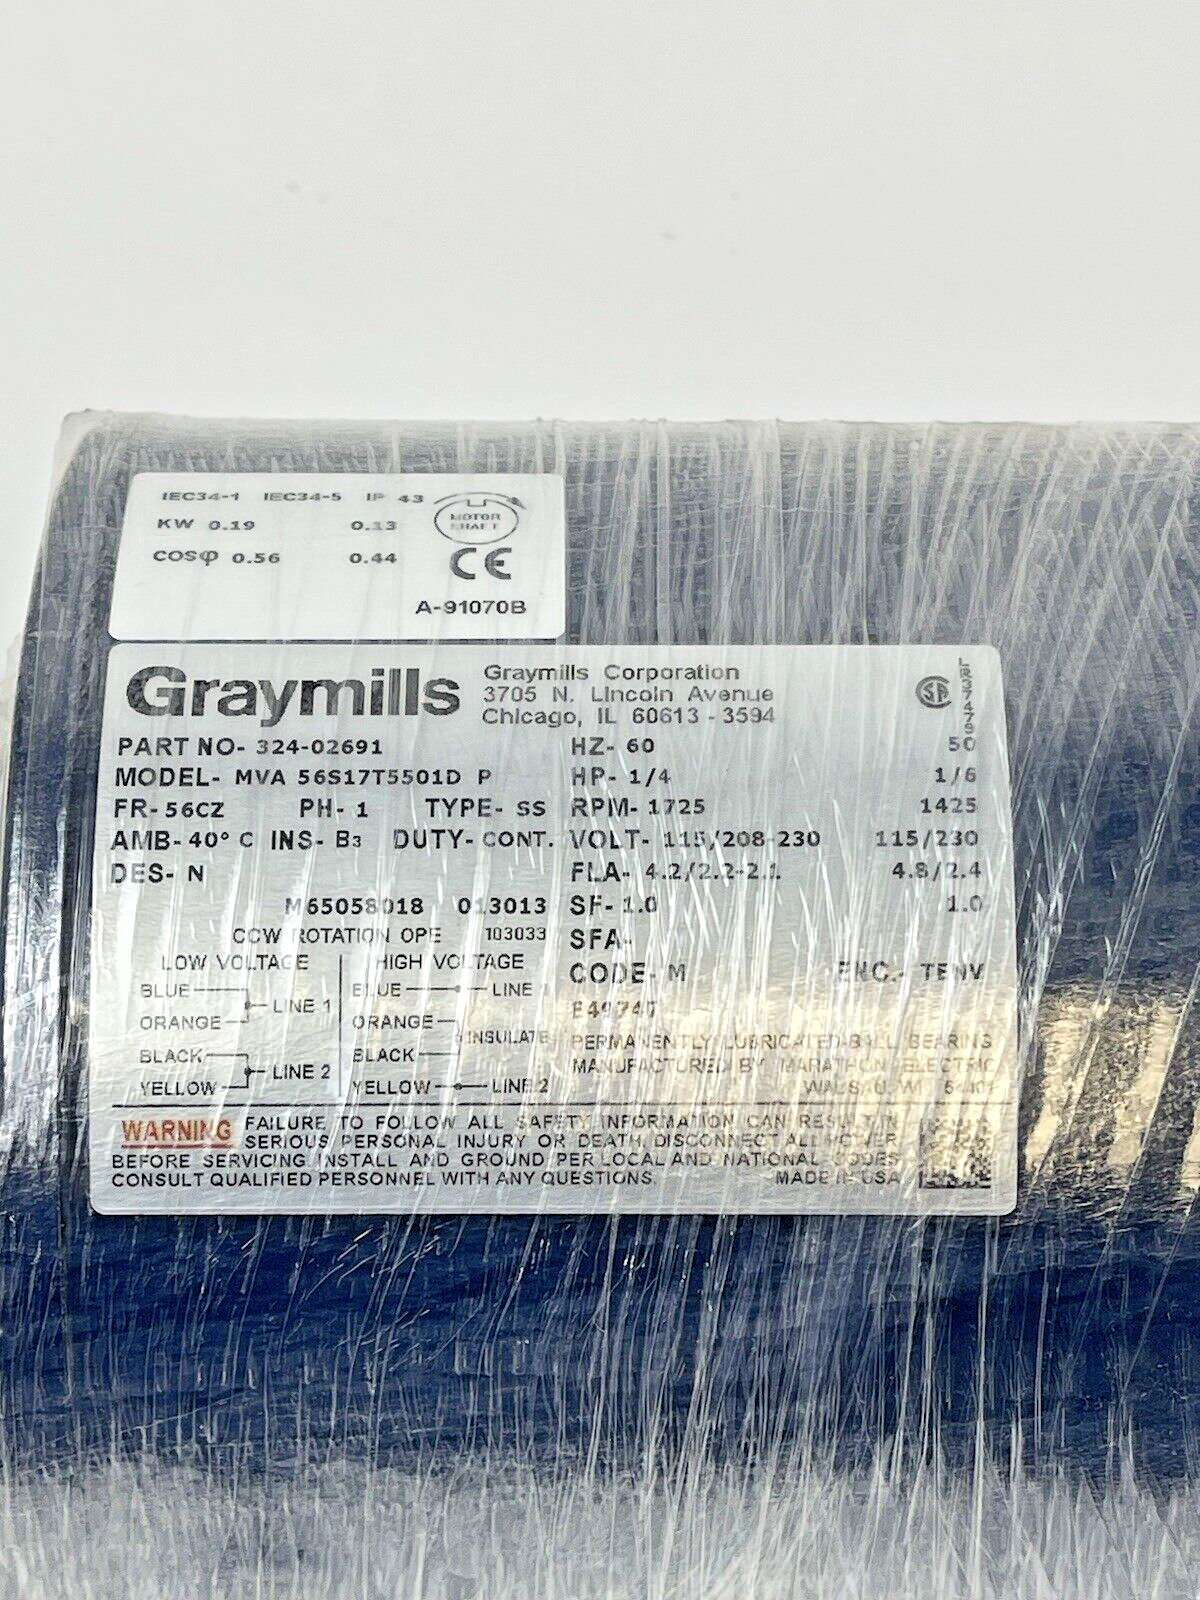 IEC34-1 IEC34-5 IP 43
KW 0.19 0.13
MOTOR SHAFT
COSφ 0.56 0.44
CE
A-91070B
Graymills
Graymills Corporation
3705 N. Lincoln Avenue
Chicago, IL 60613-3594
SA
PART NO- 324-02691
MODEL- MVA 56S17T5501D P
FR-56CZ PH- 1 TYPE- SS
AMB-40° C INS- B3 DUTY-CONT.
DES- N
M65058018 013013
CCW ROTATION OPE 103033
HZ- 60 50
HP- 1/4 1/6
RPM-1725 1425
VOLT- 115/208-230 115/230
FLA- 4.2/2.2-2.1 4.8/2.4
SF-1.0 1.0
SFA-
CODE- M ENC.- TENV
PERMANENTLY LUBRICATED BALL BEARING
MANUFACTURED BY MARATHON ELECTRIC
WAUSAU, WI
LOW VOLTAGE HIGH VOLTAGE
BLUE LINE 1 BLUE LINE 1
ORANGE ORANGE
INSULATE
BLACK LINE 2 BLACK
YELLOW YELLOW LINE 2
WARNING FAILURE TO FOLLOW ALL SAFETY INFORMATION CAN RESULT IN
SERIOUS PERSONAL INJURY OR DEATH, DISCONNECT ALL POWER
BEFORE SERVICING INSTALL AND GROUND PER LOCAL AND NATIONAL CODES
CONSULT QUALIFIED PERSONNEL WITH ANY QUESTIONS. MADE IN USA